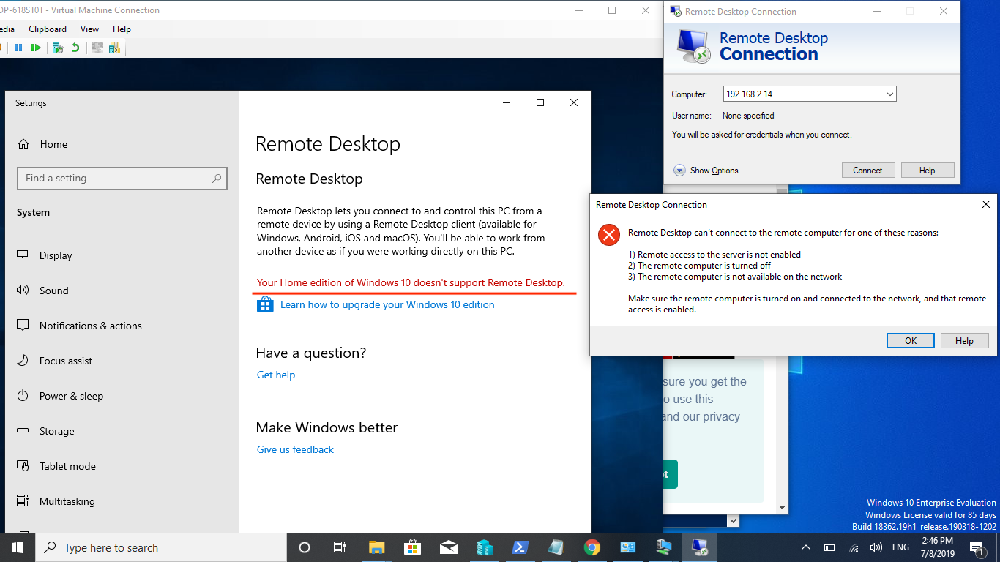 OP-618ST0T - Virtual Machine Connection
edia Clipboard View Help
Settings
Home
Find a setting
System
Display
Sound
Notifications & actions
Focus assist
Power & sleep
Storage
Tablet mode
Multitasking
Remote Desktop
Remote Desktop
Remote Desktop lets you connect to and control this PC from a
remote device by using a Remote Desktop client (available for
Windows, Android, iOS and macOS). You'll be able to work from
another device as if you were working directly on this PC.
Your Home edition of Windows 10 doesn't support Remote Desktop.
Learn how to upgrade your Windows 10 edition
Have a question?
Get help
Make Windows better
Give us feedback
Remote Desktop Connection
Remote Desktop
Connection
Computer: 192.168.2.14
User name: None specified
You will be asked for credentials when you connect.
Show Options Connect Help
Remote Desktop Connection
Remote Desktop can't connect to the remote computer for one of these reasons:
1) Remote access to the server is not enabled
2) The remote computer is turned off
3) The remote computer is not available on the network
Make sure the remote computer is turned on and connected to the network, and that remote
access is enabled.
OK Help
sure you get the
o use this
and our privacy
pt
Windows 10 Enterprise Evaluation
Windows License valid for 85 days
Build 18362.19h1_release.190318-1202
Type here to search
ENG
2:46 PM
7/8/2019
1